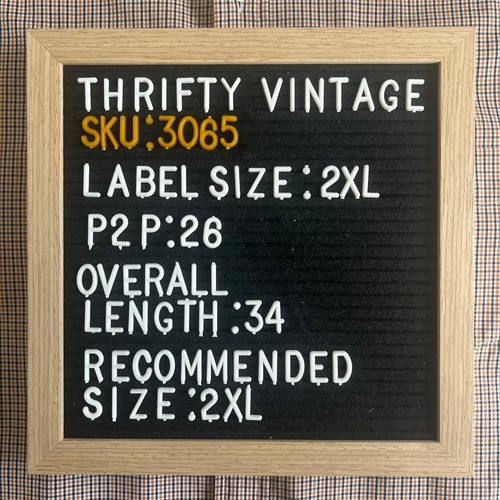 THRIFTY VINTAGE
SKU:3065
LABEL SIZE:2XL
P2P:26
OVERALL
LENGTH:34
RECOMMENDED
SIZE:2XL